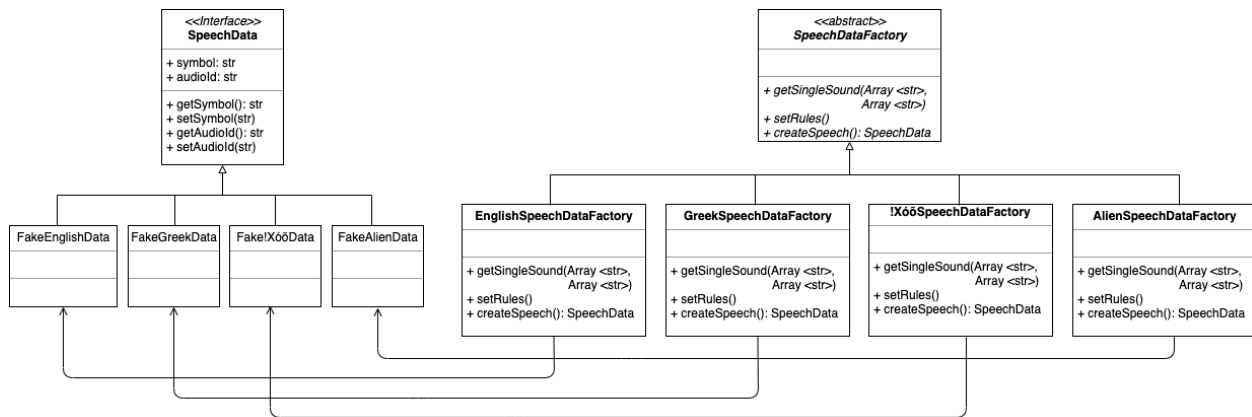 <<Interface>>
SpeechData
+ symbol: str
+ audioId: str
+ getSymbol(): str
+ setSymbol(str)
+ getAudioId(): str
+ setAudioId(str)
FakeEnglishData
FakeGreekData
Fake!XóõData
FakeAlienData
<<abstract>>
SpeechDataFactory
+ getSingleSound(Array <str>,
Array <str>)
+ setRules()
+ createSpeech(): SpeechData
EnglishSpeechDataFactory
+ getSingleSound(Array <str>,
Array <str>)
+ setRules()
+ createSpeech(): SpeechData
GreekSpeechDataFactory
+ getSingleSound(Array <str>,
Array <str>)
+ setRules()
+ createSpeech(): SpeechData
!XóõSpeechDataFactory
+ getSingleSound(Array <str>,
Array <str>)
+ setRules()
+ createSpeech(): SpeechData
AlienSpeechDataFactory
+ getSingleSound(Array <str>,
Array <str>)
+ setRules()
+ createSpeech(): SpeechData